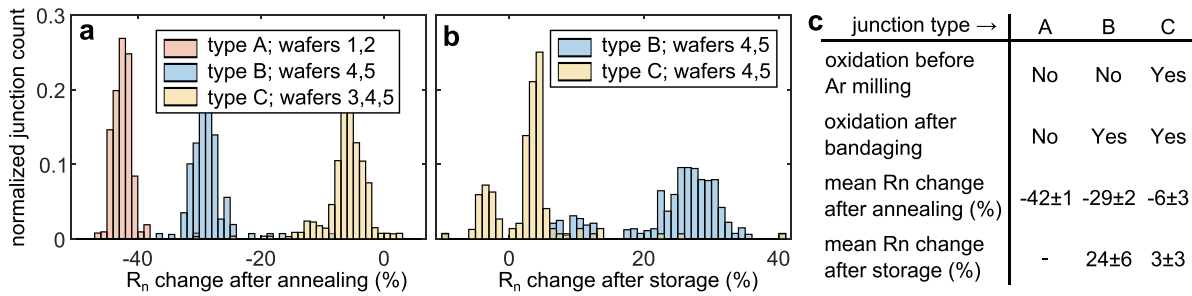 a
type A; wafers 1,2
type B; wafers 4,5
type C; wafers 3,4,5
normalized junction count
0.3
0.2
0.1
0
-40 -20 0
Rn change after annealing (%)
b
type B; wafers 4,5
type C; wafers 4,5
0 20 40
Rn change after storage (%)
c
junction type → A B C
oxidation before
Ar milling No No Yes
oxidation after
bandaging No Yes Yes
mean Rn change
after annealing (%) -42±1 -29±2 -6±3
mean Rn change
after storage (%) - 24±6 3±3